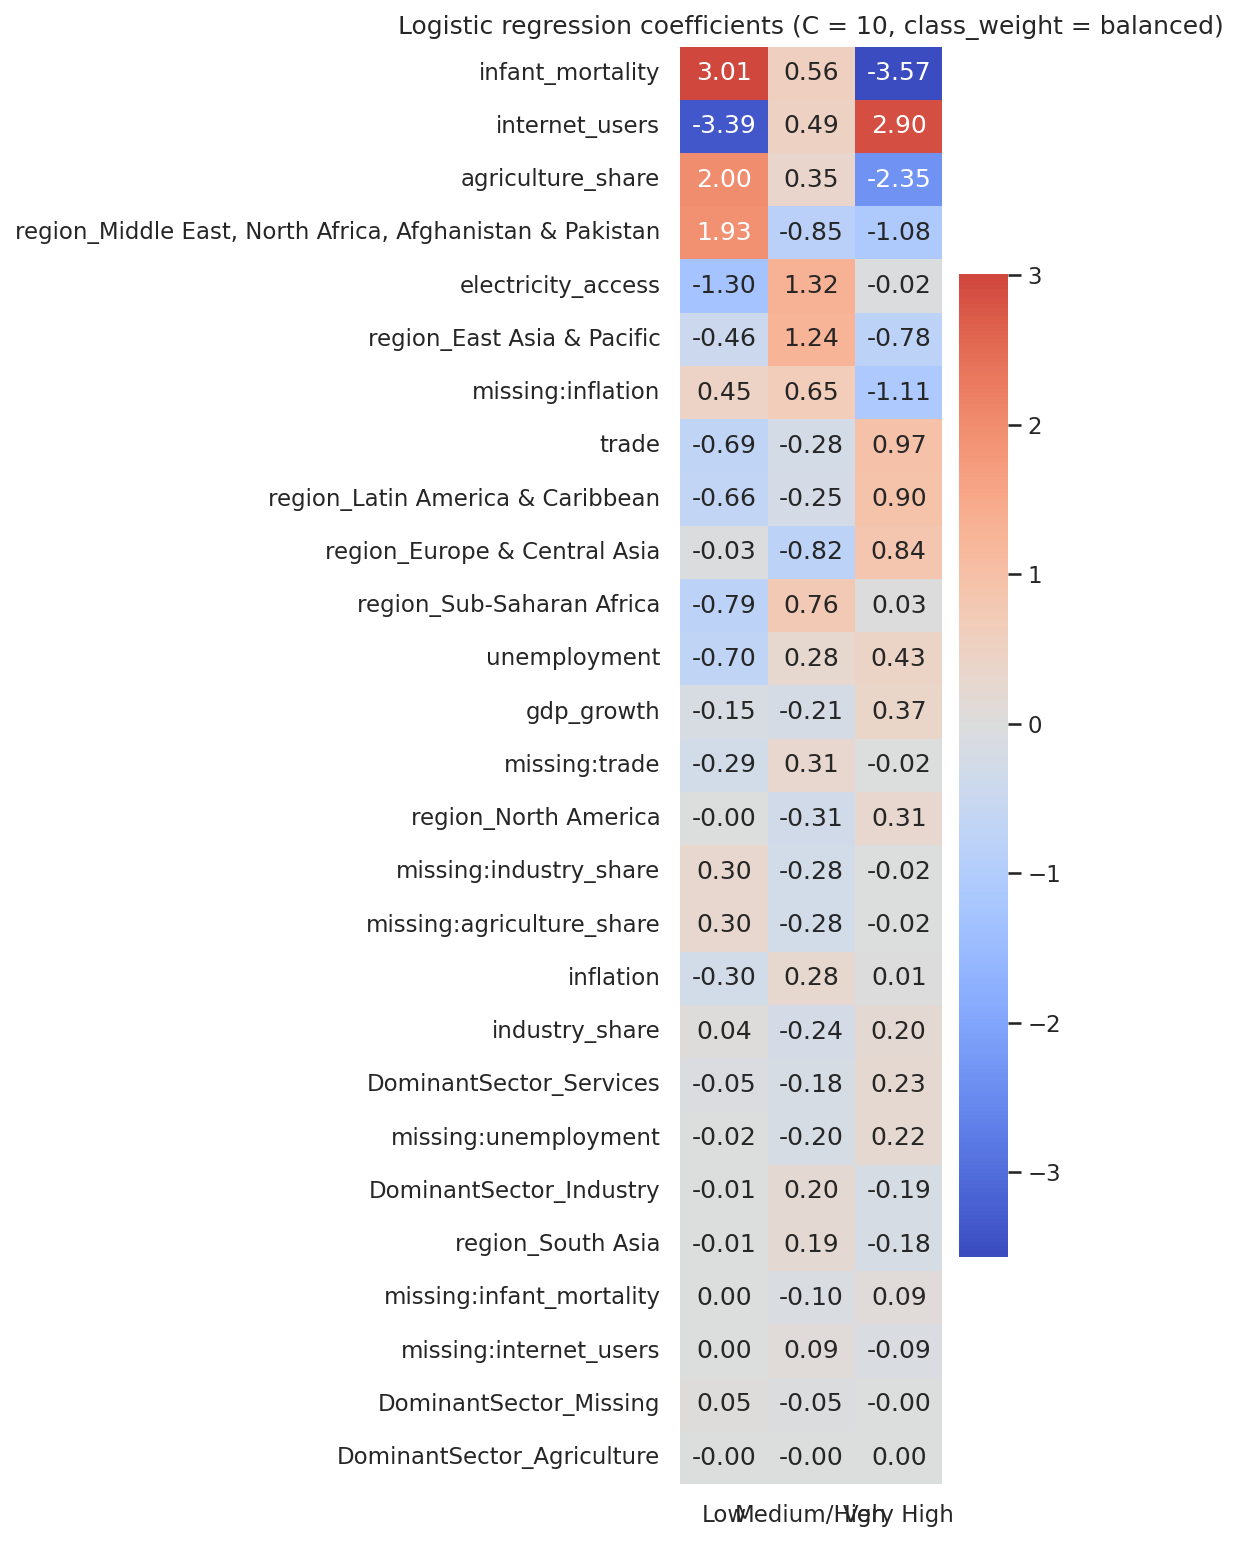 Logistic regression coefficients (C = 10, class_weight = balanced)
infant_mortality 3.01 0.56 -3.57
internet_users -3.39 0.49 2.90
agriculture_share 2.00 0.35 -2.35
region_Middle East, North Africa, Afghanistan & Pakistan 1.93 -0.85 -1.08
electricity_access -1.30 1.32 -0.02
region_East Asia & Pacific -0.46 1.24 -0.78
missing:inflation 0.45 0.65 -1.11
trade -0.69 -0.28 0.97
region_Latin America & Caribbean -0.66 -0.25 0.90
region_Europe & Central Asia -0.03 -0.82 0.84
region_Sub-Saharan Africa -0.79 0.76 0.03
unemployment -0.70 0.28 0.43
gdp_growth -0.15 -0.21 0.37
missing:trade -0.29 0.31 -0.02
region_North America -0.00 -0.31 0.31
missing:industry_share 0.30 -0.28 -0.02
missing:agriculture_share 0.30 -0.28 -0.02
inflation -0.30 0.28 0.01
industry_share 0.04 -0.24 0.20
DominantSector_Services -0.05 -0.18 0.23
missing:unemployment -0.02 -0.20 0.22
DominantSector_Industry -0.01 0.20 -0.19
region_South Asia -0.01 0.19 -0.18
missing:infant_mortality 0.00 -0.10 0.09
missing:internet_users 0.00 0.09 -0.09
DominantSector_Missing 0.05 -0.05 -0.00
DominantSector_Agriculture -0.00 -0.00 0.00
Low Medium/High Very High
3
2
1
0
−1
−2
−3